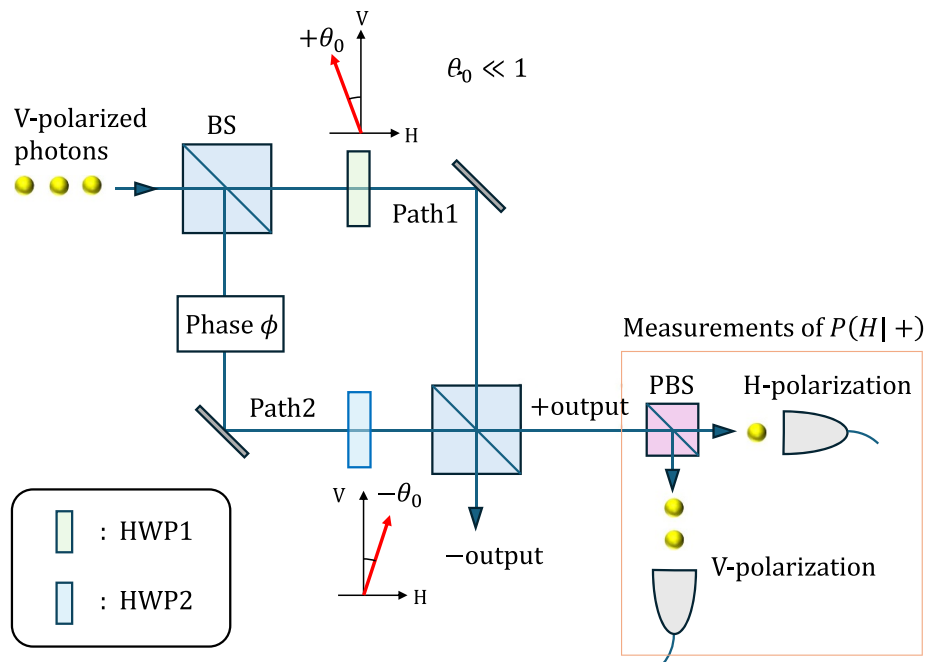 V
+θ₀
θ₀ ≪ 1
H
V-polarized
photons
BS
Path1
Phase ϕ
Measurements of P(H|+)
PBS
H-polarization
Path2
+output
V
−θ₀
H
−output
V-polarization
: HWP1
: HWP2